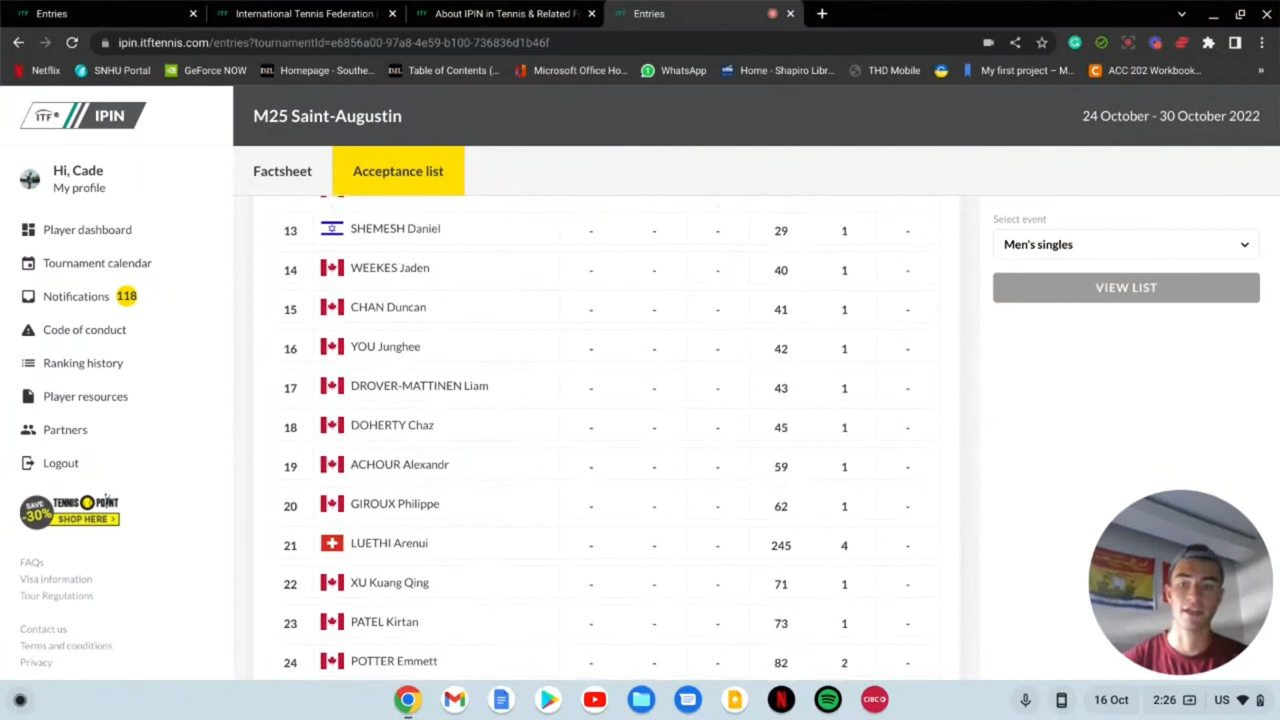 Entries
International Tennis Federation
About IPIN in Tennis & Related F
Entries
ipin.itftennis.com/entries?tournamentId=e6856a00-97a8-4e59-b100-736836d1b46f
Netflix
SNHU Portal
GeForce NOW
Homepage - Southe...
Table of Contents (...
Microsoft Office Ho...
WhatsApp
Home - Shapiro Libr...
THD Mobile
My first project – M...
ACC 202 Workbook...
»
ITF IPIN
M25 Saint-Augustin
24 October - 30 October 2022
Hi, Cade
My profile
Factsheet
Acceptance list
Player dashboard
Tournament calendar
Notifications 118
Code of conduct
Ranking history
Player resources
Partners
Logout
SAVE -30% TENNIS POINT SHOP HERE >
FAQs
Visa information
Tour Regulations
Contact us
Terms and conditions
Privacy
13 SHEMESH Daniel - - - 29 1 -
14 WEEKES Jaden - - - 40 1 -
15 CHAN Duncan - - - 41 1 -
16 YOU Junghee - - - 42 1 -
17 DROVER-MATTINEN Liam - - - 43 1 -
18 DOHERTY Chaz - - - 45 1 -
19 ACHOUR Alexandr - - - 59 1 -
20 GIROUX Philippe - - - 62 1 -
21 LUETHI Arenui - - - 245 4 -
22 XU Kuang Qing - - - 71 1 -
23 PATEL Kirtan - - - 73 1 -
24 POTTER Emmett - - - 82 2 -
Select event
Men's singles
VIEW LIST
CIBC
16 Oct
2:26
US